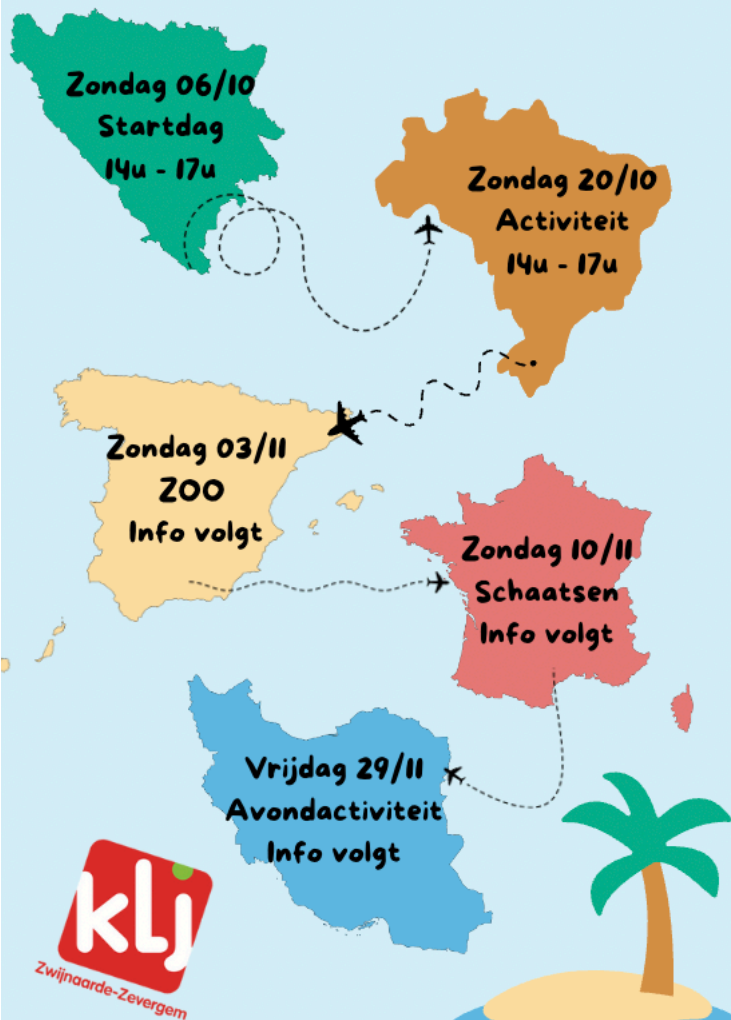 Zondag 06/10
Startdag
14u - 17u
Zondag 20/10
Activiteit
14u - 17u
Zondag 03/11
ZOO
Info volgt
Zondag 10/11
Schaatsen
Info volgt
Vrijdag 29/11
Avondactiviteit
Info volgt
klj
Zwijnaarde-Zevergem